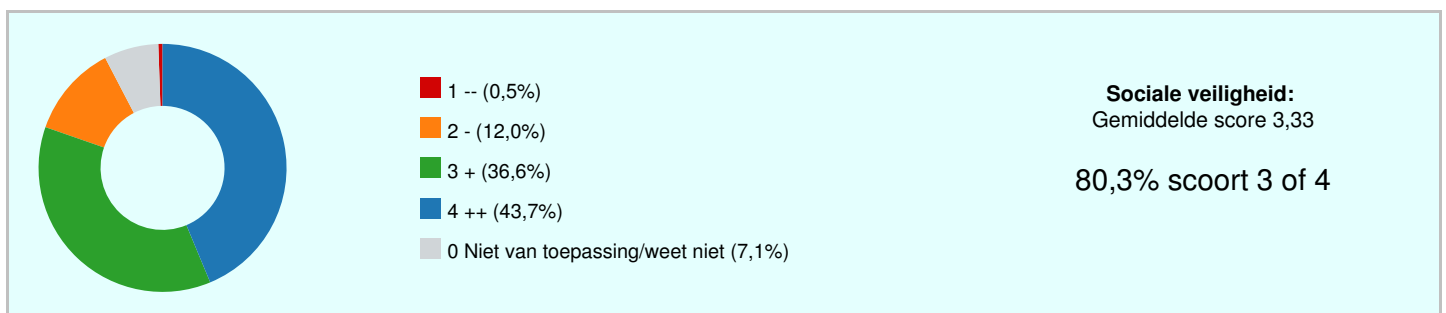 1 -- (0,5%)
2 - (12,0%)
3 + (36,6%)
4 ++ (43,7%)
0 Niet van toepassing/weet niet (7,1%)
Sociale veiligheid:
Gemiddelde score 3,33
80,3% scoort 3 of 4